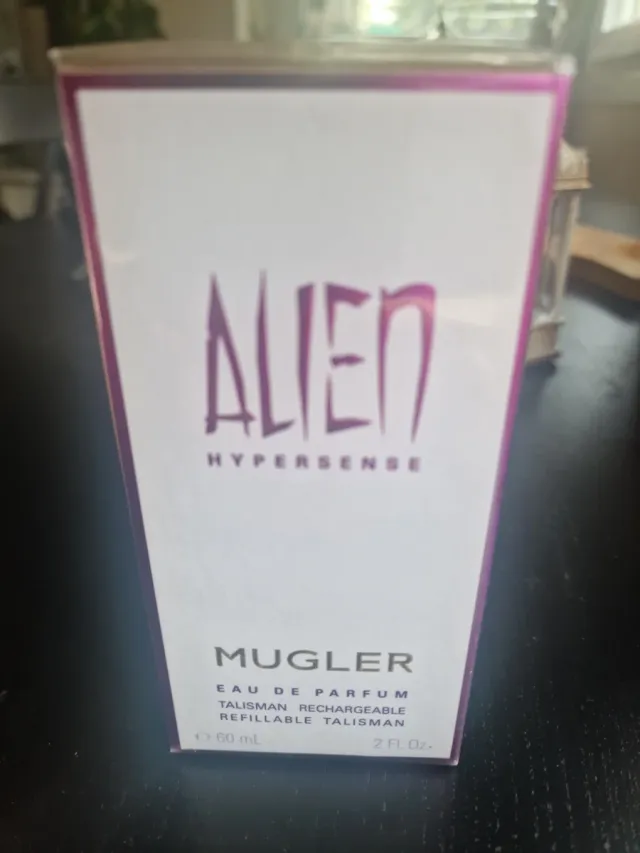 ALIEN
HYPERSENSE
MUGLER
EAU DE PARFUM
TALISMAN RECHARGEABLE
REFILLABLE TALISMAN
60 mL 2 FL.Oz.